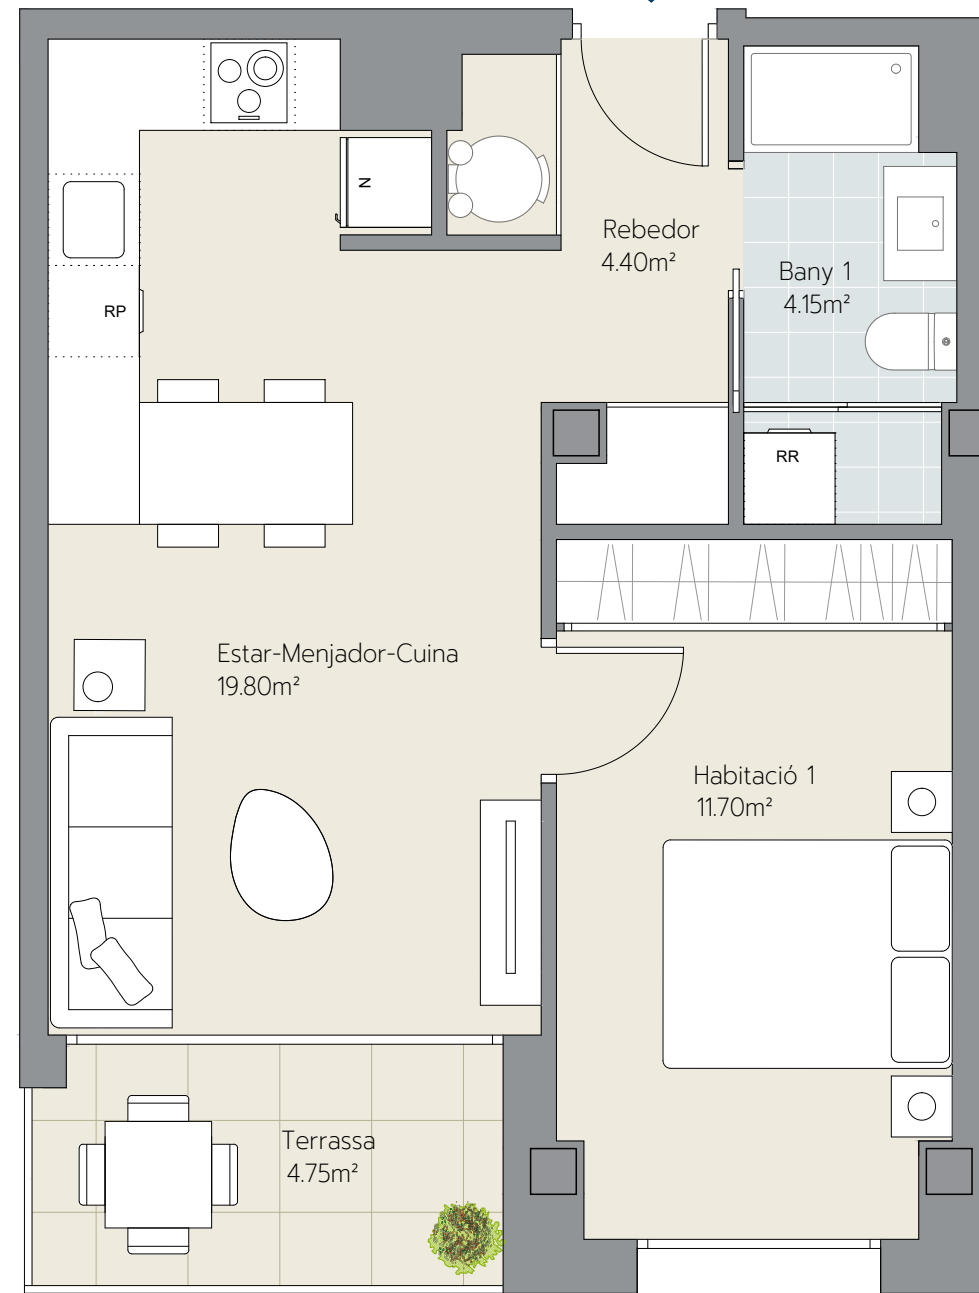 N
Rebedor
4.40m²
Bany 1
4.15m²
RP
RR
Estar-Menjador-Cuina
19.80m²
Habitació 1
11.70m²
Terrassa
4.75m²